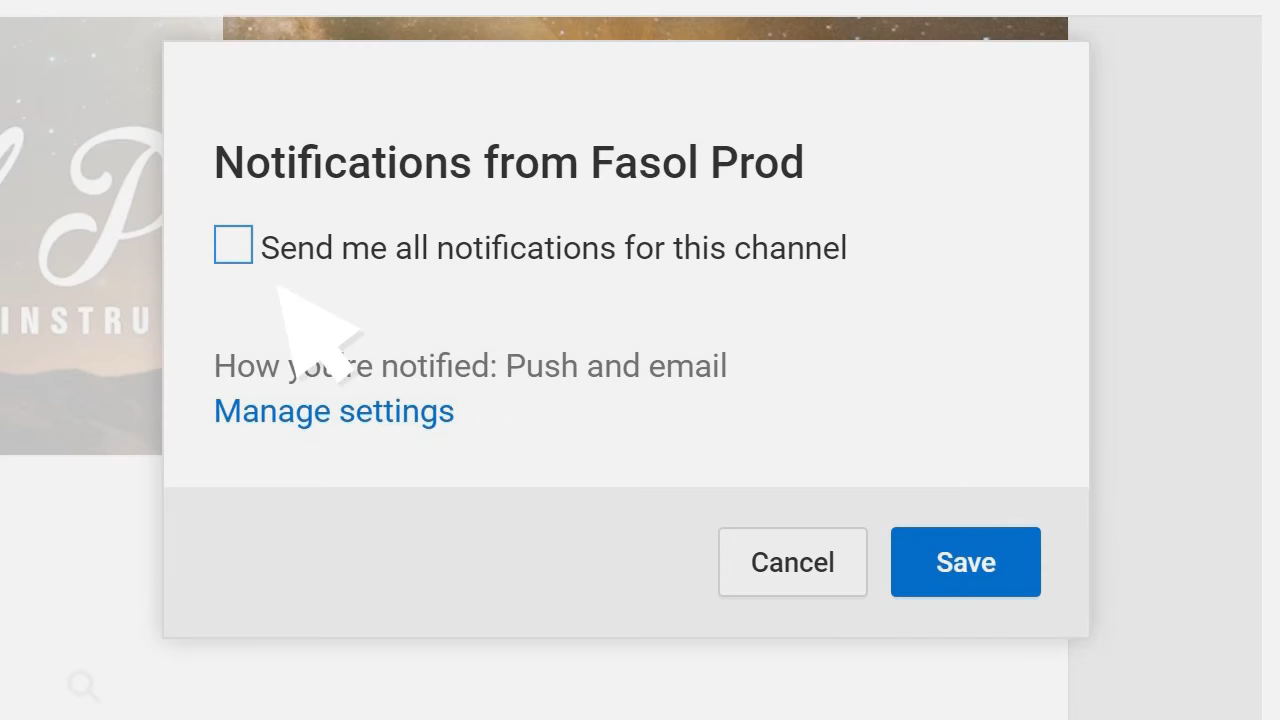 Notifications from Fasol Prod
Send me all notifications for this channel
How you're notified: Push and email
Manage settings
Cancel
Save
P
INSTRU